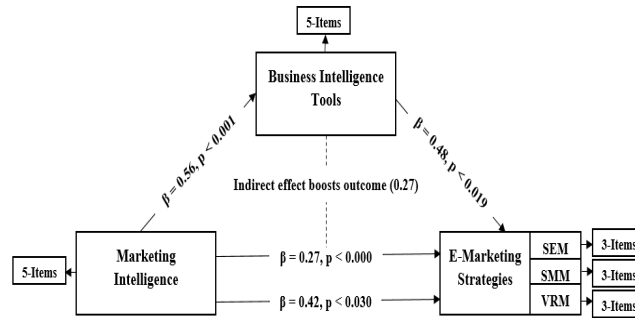 5-Items
Business Intelligence
Tools
β = 0.56, p < 0.001
β = 0.48, p < 0.019
Indirect effect boosts outcome (0.27)
Marketing
Intelligence
5-Items
β = 0.27, p < 0.000
β = 0.42, p < 0.030
E-Marketing
Strategies
SEM
SMM
VRM
3-Items
3-Items
3-Items